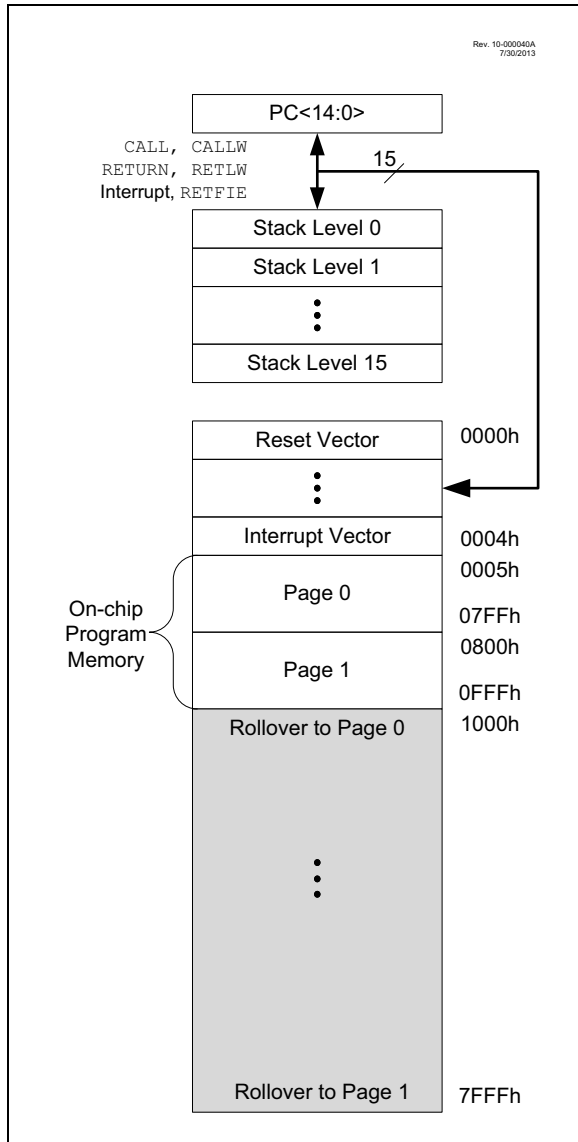 Rev. 10-000040A
7/30/2013
PC<14:0>
CALL, CALLW
RETURN, RETLW
Interrupt, RETFIE
15
Stack Level 0
Stack Level 1
Stack Level 15
Reset Vector
0000h
Interrupt Vector
0004h
On-chip
Program
Memory
Page 0
0005h
07FFh
Page 1
0800h
0FFFh
Rollover to Page 0
1000h
Rollover to Page 1
7FFFh